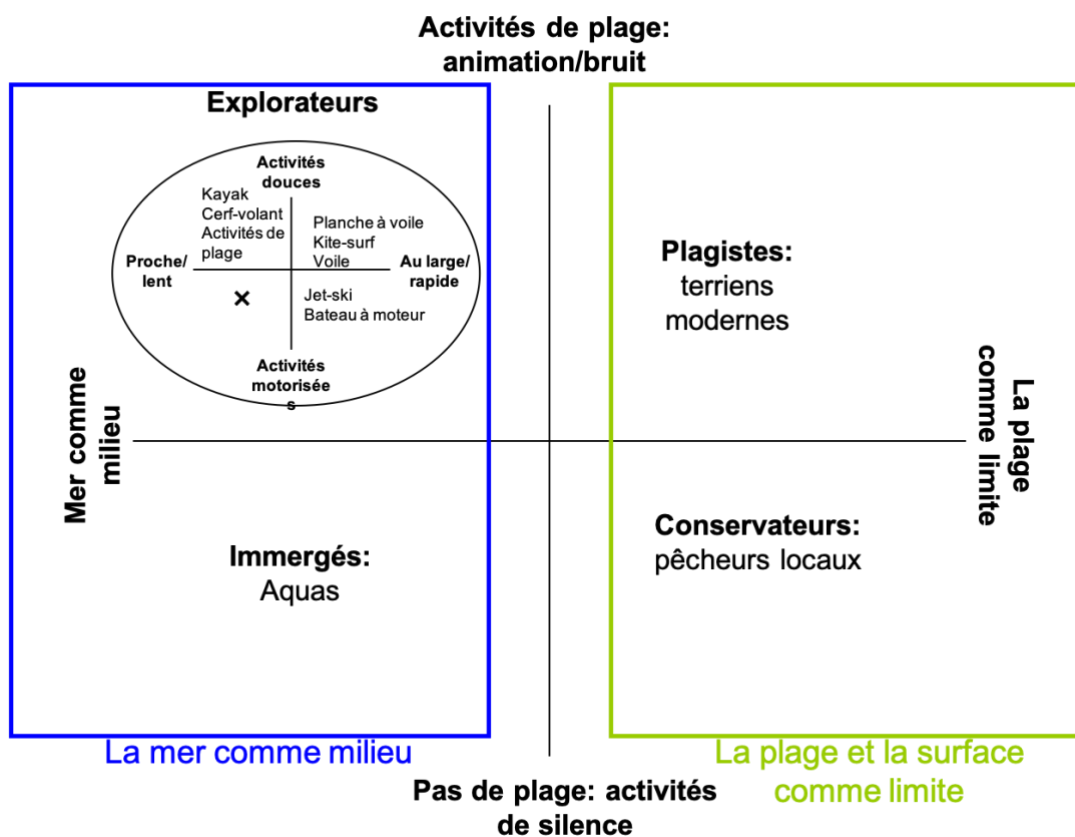 Activités de plage:
animation/bruit
Explorateurs
Activités
douces
Kayak
Cerf-volant
Activités de
plage
Planche à voile
Kite-surf
Voile
Proche/
lent
Au large/
rapide
×
Jet-ski
Bateau à moteur
Activités
motorisée
s
Plagistes:
terriens
modernes
Mer comme
milieu
La plage
comme limite
Immergés:
Aquas
Conservateurs:
pêcheurs locaux
La mer comme milieu
La plage et la surface
comme limite
Pas de plage: activités
de silence